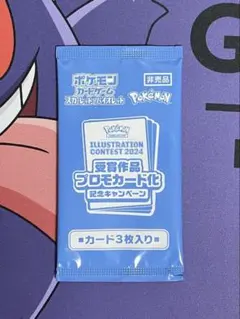 ポケモン
カードゲーム
スカーレット&バイオレット
非売品
Pokémon
Pokémon
ILLUSTRATION
CONTEST 2024
受賞作品
プロモカード化
記念キャンペーン
■カード3枚入り■
G